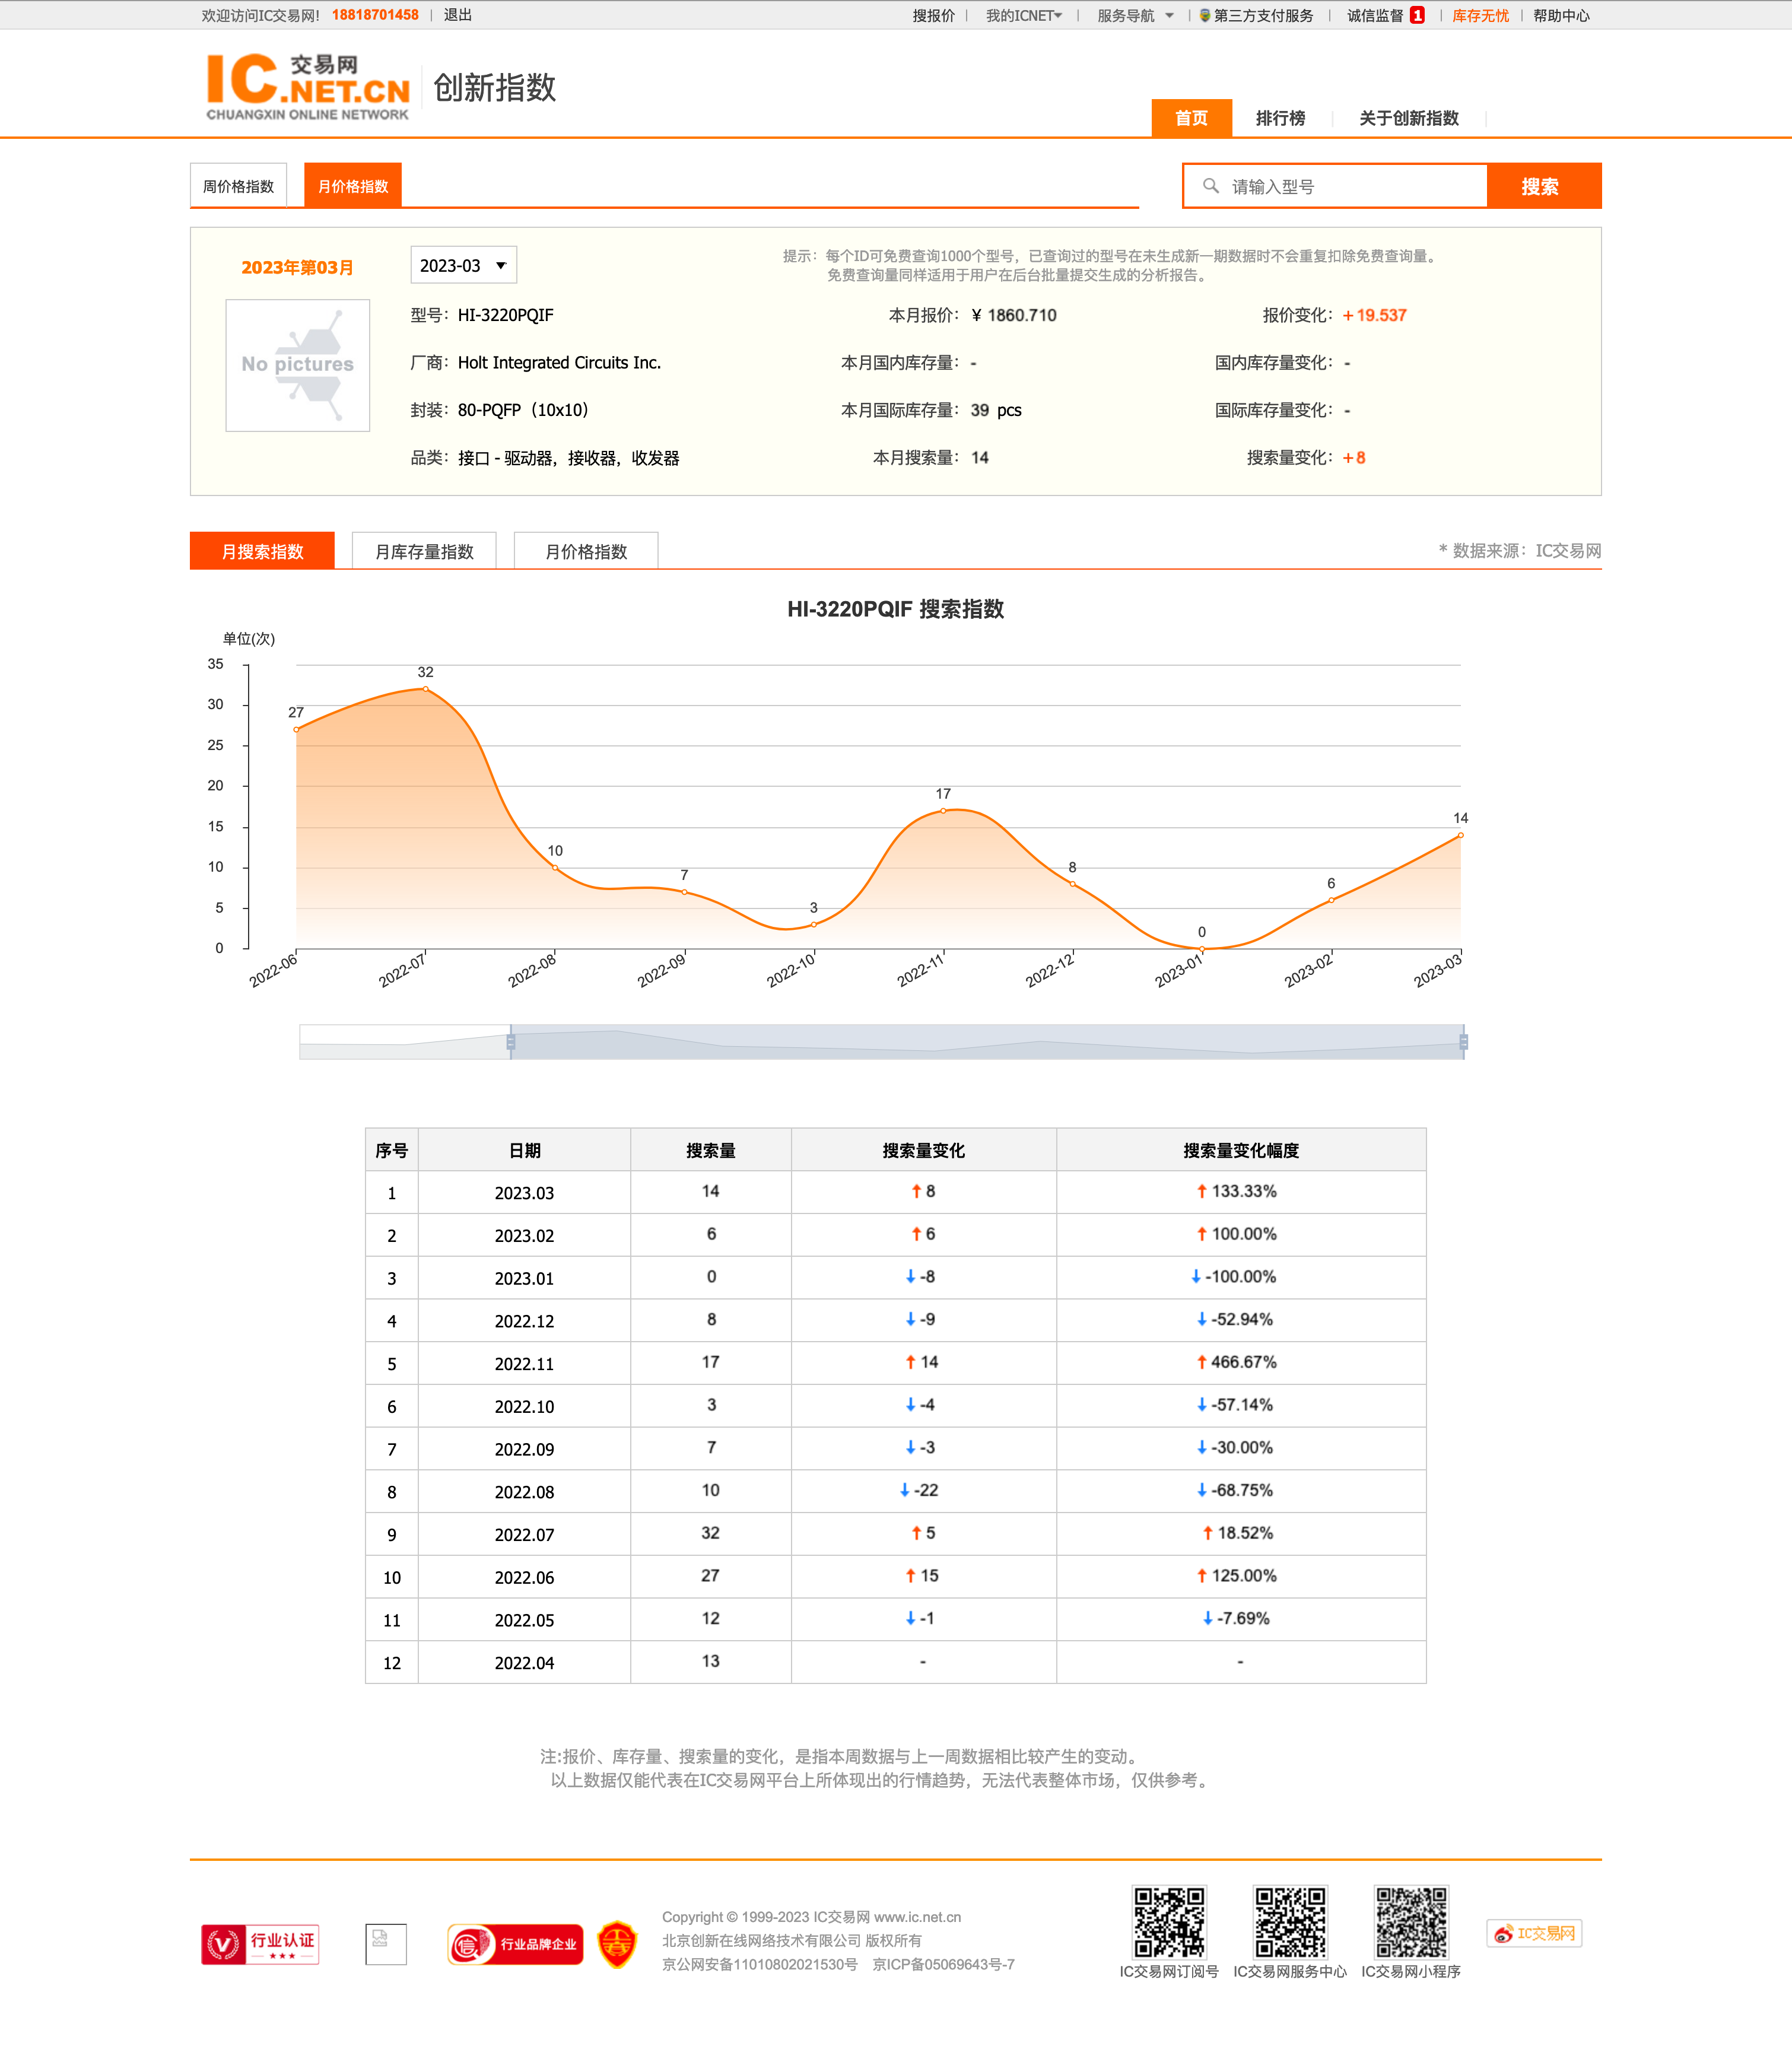 欢迎访问IC交易网! 18818701458 | 退出
搜报价 | 我的ICNET | 服务导航 | 第三方支付服务 | 诚信监督 1 | 库存无忧 | 帮助中心
IC.NET.CN 交易网
CHUANGXIN ONLINE NETWORK
创新指数
首页 排行榜 关于创新指数
周价格指数 月价格指数
请输入型号 搜索
2023年第03月 2023-03
提示：每个ID可免费查询1000个型号，已查询过的型号在未生成新一期数据时不会重复扣除免费查询量。
免费查询量同样适用于用户在后台批量提交生成的分析报告。
No pictures
型号：HI-3220PQIF 本月报价：¥ 1860.710 报价变化：+19.537
厂商：Holt Integrated Circuits Inc. 本月国内库存量：- 国内库存量变化：-
封装：80-PQFP（10x10） 本月国际库存量：39 pcs 国际库存量变化：-
品类：接口 - 驱动器，接收器，收发器 本月搜索量：14 搜索量变化：+8
月搜索指数 月库存量指数 月价格指数 * 数据来源：IC交易网
HI-3220PQIF 搜索指数
单位(次)
35
30
25
20
15
10
5
0
27
32
10
7
3
17
8
0
6
14
2022-06 2022-07 2022-08 2022-09 2022-10 2022-11 2022-12 2023-01 2023-02 2023-03
序号 日期 搜索量 搜索量变化 搜索量变化幅度
1 2023.03 14 ↑ 8 ↑ 133.33%
2 2023.02 6 ↑ 6 ↑ 100.00%
3 2023.01 0 ↓ -8 ↓ -100.00%
4 2022.12 8 ↓ -9 ↓ -52.94%
5 2022.11 17 ↑ 14 ↑ 466.67%
6 2022.10 3 ↓ -4 ↓ -57.14%
7 2022.09 7 ↓ -3 ↓ -30.00%
8 2022.08 10 ↓ -22 ↓ -68.75%
9 2022.07 32 ↑ 5 ↑ 18.52%
10 2022.06 27 ↑ 15 ↑ 125.00%
11 2022.05 12 ↓ -1 ↓ -7.69%
12 2022.04 13 - -
注:报价、库存量、搜索量的变化，是指本周数据与上一周数据相比较产生的变动。
以上数据仅能代表在IC交易网平台上所体现出的行情趋势，无法代表整体市场，仅供参考。
行业认证
行业品牌企业
Copyright © 1999-2023 IC交易网 www.ic.net.cn
北京创新在线网络技术有限公司 版权所有
京公网安备11010802021530号 京ICP备05069643号-7
IC交易网订阅号 IC交易网服务中心 IC交易网小程序
IC交易网